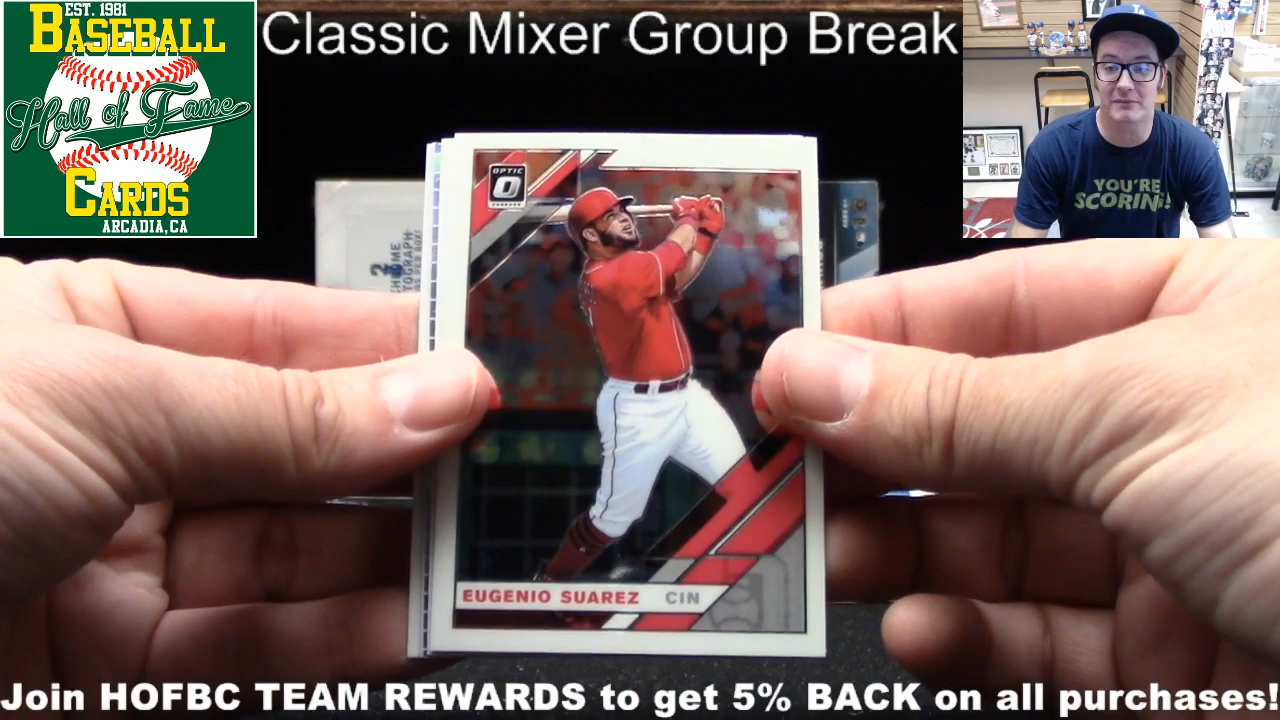 EST. 1981
BASEBALL
Hall of Fame
CARDS
ARCADIA, CA
Classic Mixer Group Break
YOU'RE
SCORING!
OPTIC
EUGENIO SUAREZ CIN
2
Join HOFBC TEAM REWARDS to get 5% BACK on all purchases!